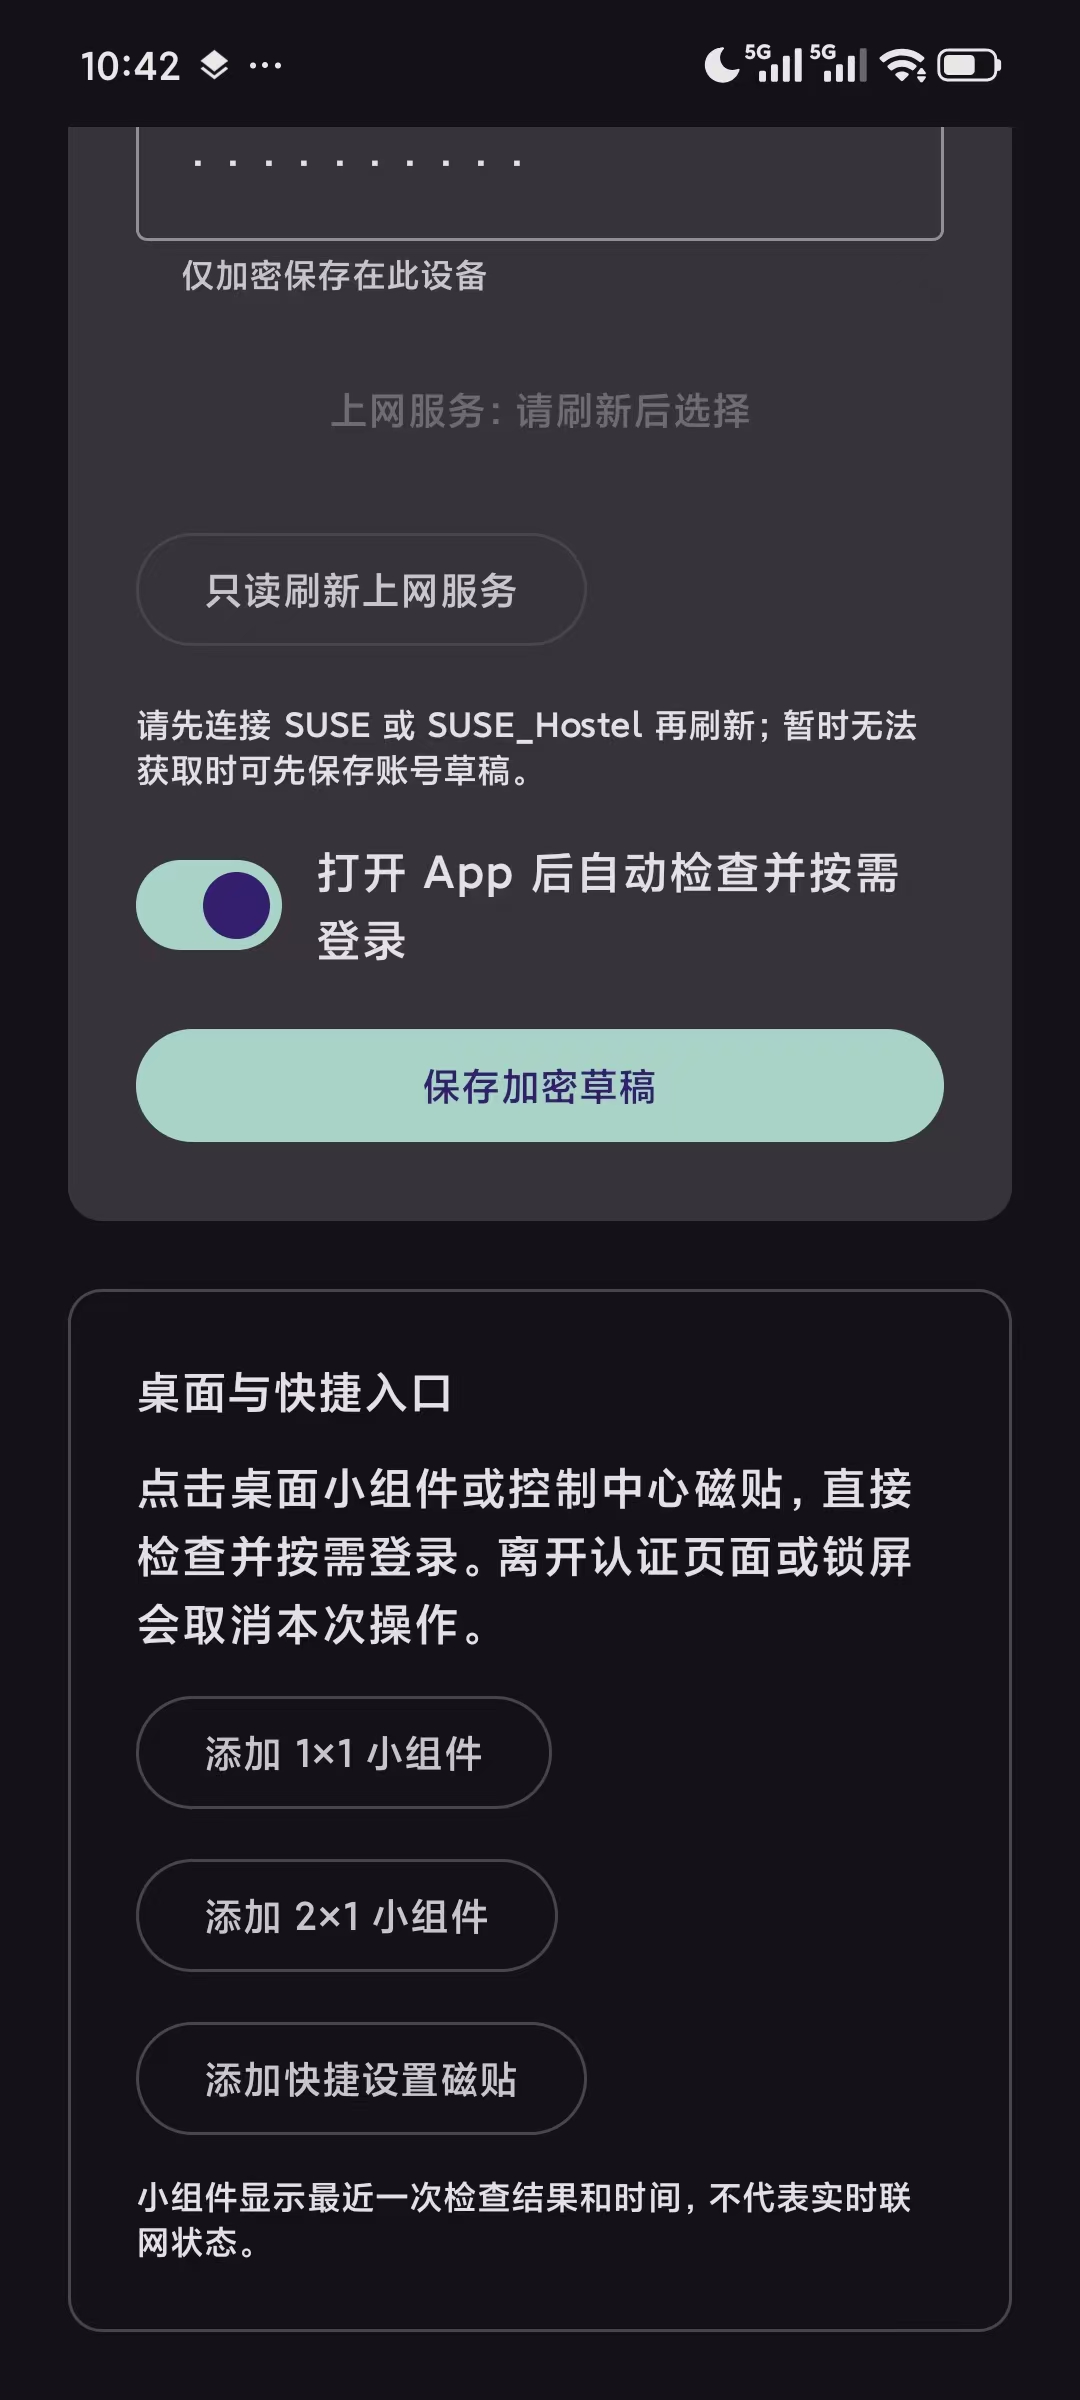 10:42 ··· 5G 5G
• • • • • • • • • •
仅加密保存在此设备
上网服务：请刷新后选择
只读刷新上网服务
请先连接 SUSE 或 SUSE_Hostel 再刷新；暂时无法
获取时可先保存账号草稿。
打开 App 后自动检查并按需
登录
保存加密草稿
桌面与快捷入口
点击桌面小组件或控制中心磁贴，直接
检查并按需登录。离开认证页面或锁屏
会取消本次操作。
添加 1×1 小组件
添加 2×1 小组件
添加快捷设置磁贴
小组件显示最近一次检查结果和时间，不代表实时联
网状态。